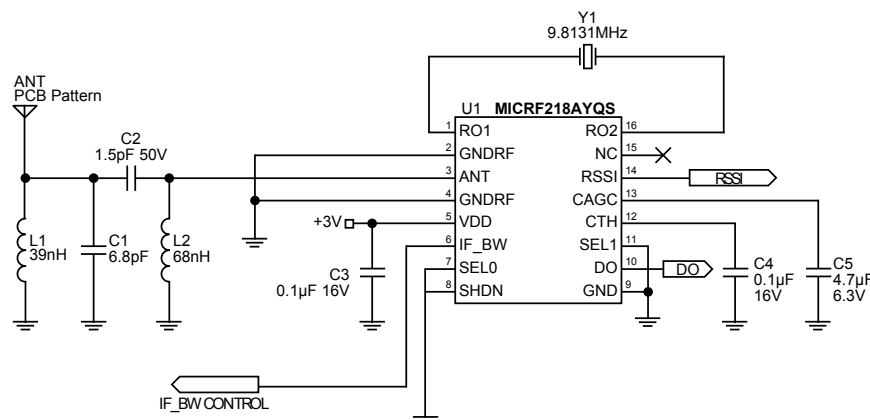 Y1
9.8131MHz
ANT
PCB Pattern
U1 MICRF218AYQS
C2
1.5pF 50V
1 RO1 RO2 16
2 GNDRF NC 15
3 ANT RSSI 14 RSSI
4 GNDRF CAGC 13
+3V 5 VDD CTH 12
6 IF_BW SEL1 11
7 SEL0 DO 10 DO
8 SHDN GND 9
L1
39nH
C1
6.8pF
L2
68nH
C3
0.1µF 16V
C4
0.1µF
16V
C5
4.7µF
6.3V
IF_BW CONTROL